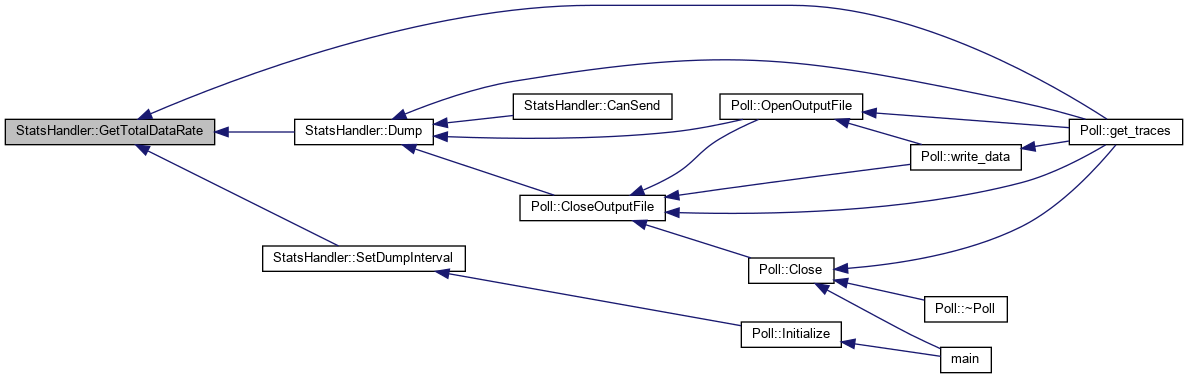 StatsHandler::GetTotalDataRate
StatsHandler::Dump
StatsHandler::SetDumpInterval
StatsHandler::CanSend
Poll::CloseOutputFile
Poll::OpenOutputFile
Poll::write_data
Poll::get_traces
Poll::Close
Poll::~Poll
Poll::Initialize
main